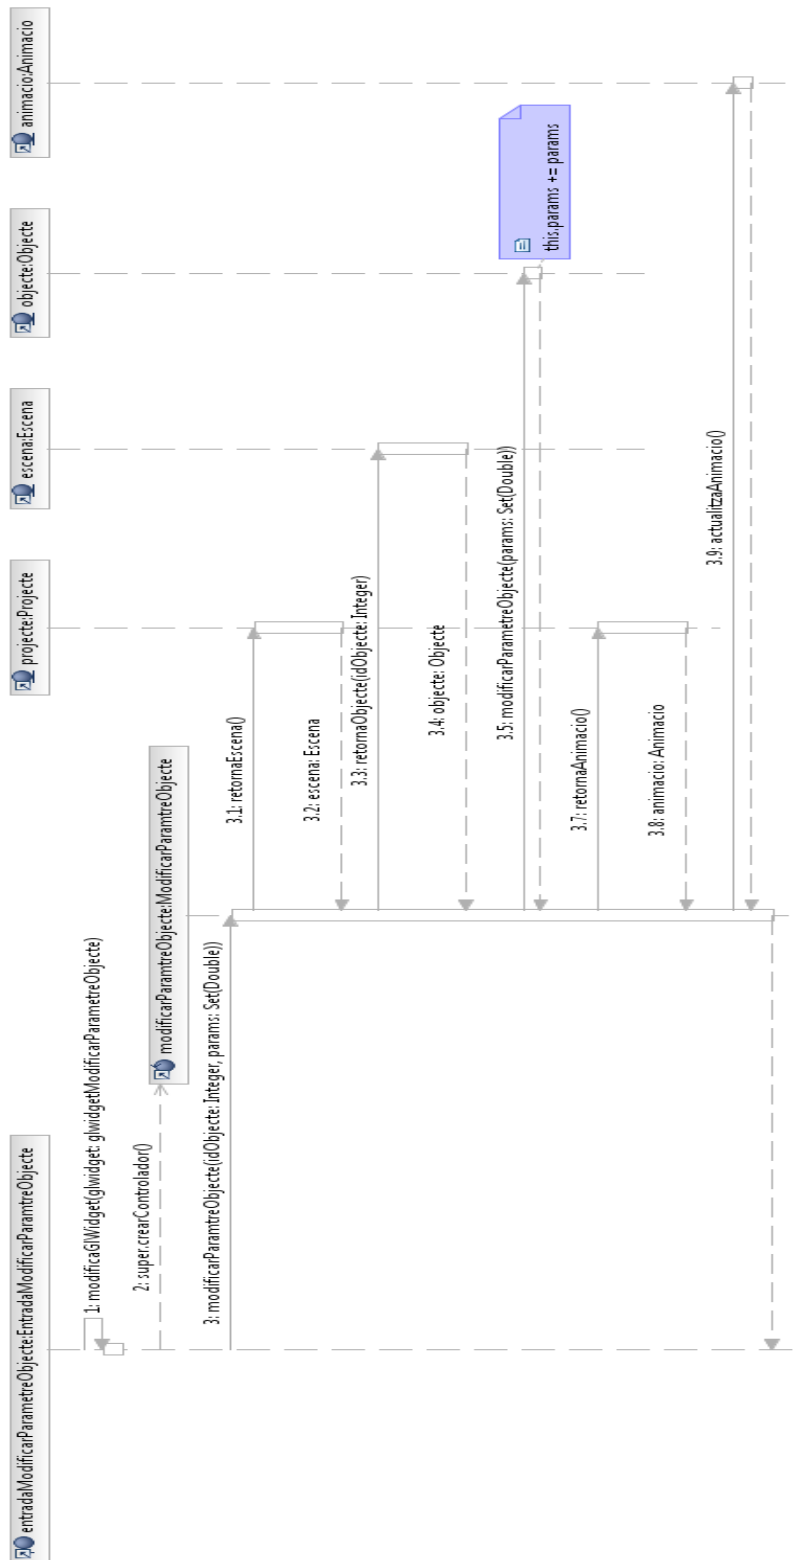 entradaModificarParametreObjecte:EntradaModificarParamtreObjecte
modificarParamtreObjecte:ModificarParamtreObjecte
projecte:Projecte
escena:Escena
objecte:Objecte
animacio:Animacio
1: modificaGlWidget(glwidget: glwidgetModificarParametreObjecte)
2: super.crearControlador()
3: modificarParamtreObjecte(idObjecte: Integer, params: Set(Double))
3.1: retornaEscena()
3.2: escena: Escena
3.3: retornaObjecte(idObjecte: Integer)
3.4: objecte: Objecte
3.5: modificarParametreObjecte(params: Set(Double))
this.params += params
3.7: retornaAnimacio()
3.8: animacio: Animacio
3.9: actualitzaAnimacio()